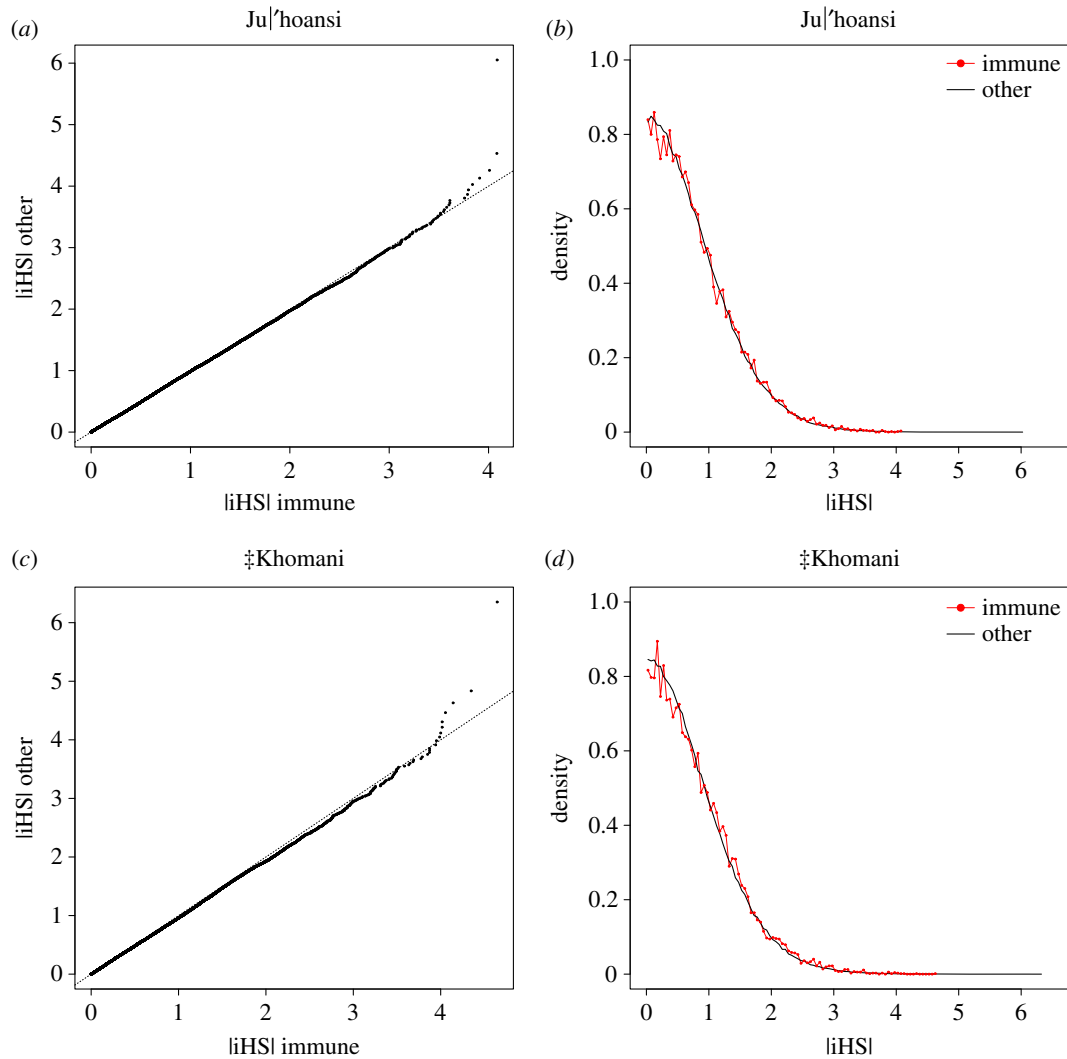 (a)
Ju|′hoansi
|iHS| other
6
5
4
3
2
1
0
0 1 2 3 4
|iHS| immune
(b)
Ju|′hoansi
density
1.0
0.8
0.6
0.4
0.2
0
immune
other
0 1 2 3 4 5 6
|iHS|
(c)
‡Khomani
|iHS| other
6
5
4
3
2
1
0
0 1 2 3 4
|iHS| immune
(d)
‡Khomani
density
1.0
0.8
0.6
0.4
0.2
0
immune
other
0 1 2 3 4 5 6
|iHS|